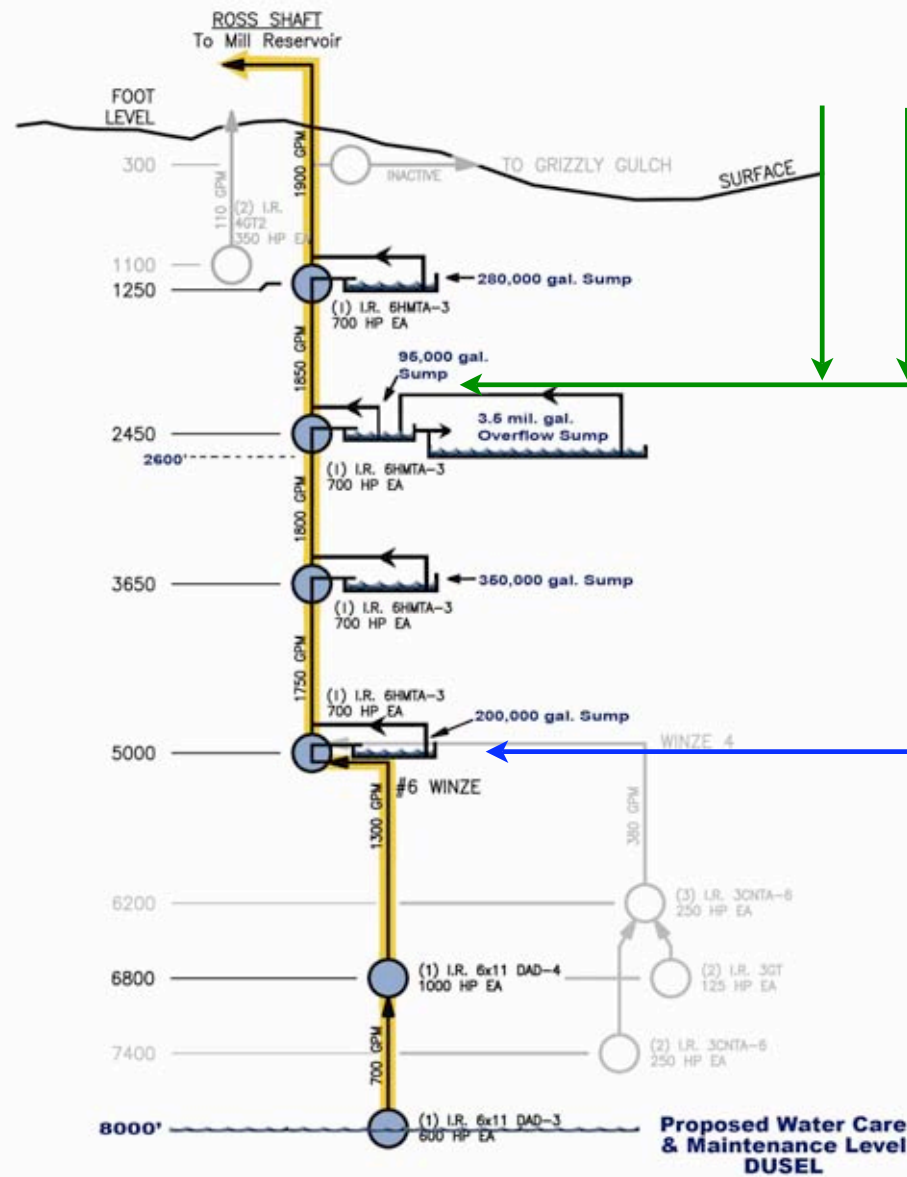 ROSS SHAFT
To Mill Reservoir
FOOT
LEVEL
300
1900 GPM
110 GPM
(2) I.R.
4GT2
350 HP EA
INACTIVE
TO GRIZZLY GULCH
SURFACE
1100
1250
280,000 gal. Sump
(1) I.R. 6HMTA-3
700 HP EA
1850 GPM
95,000 gal.
Sump
3.5 mil. gal.
Overflow Sump
2450
2600'
(1) I.R. 6HMTA-3
700 HP EA
1800 GPM
3650
350,000 gal. Sump
(1) I.R. 6HMTA-3
700 HP EA
1750 GPM
(1) I.R. 6HMTA-3
700 HP EA
200,000 gal. Sump
5000
WINZE 4
#6 WINZE
1300 GPM
380 GPM
6200
(3) I.R. 3CNTA-6
250 HP EA
6800
(1) I.R. 6x11 DAD-4
1000 HP EA
(2) I.R. 3GT
125 HP EA
700 GPM
7400
(2) I.R. 3CNTA-6
250 HP EA
8000'
(1) I.R. 6x11 DAD-3
600 HP EA
Proposed Water Care
& Maintenance Level
DUSEL